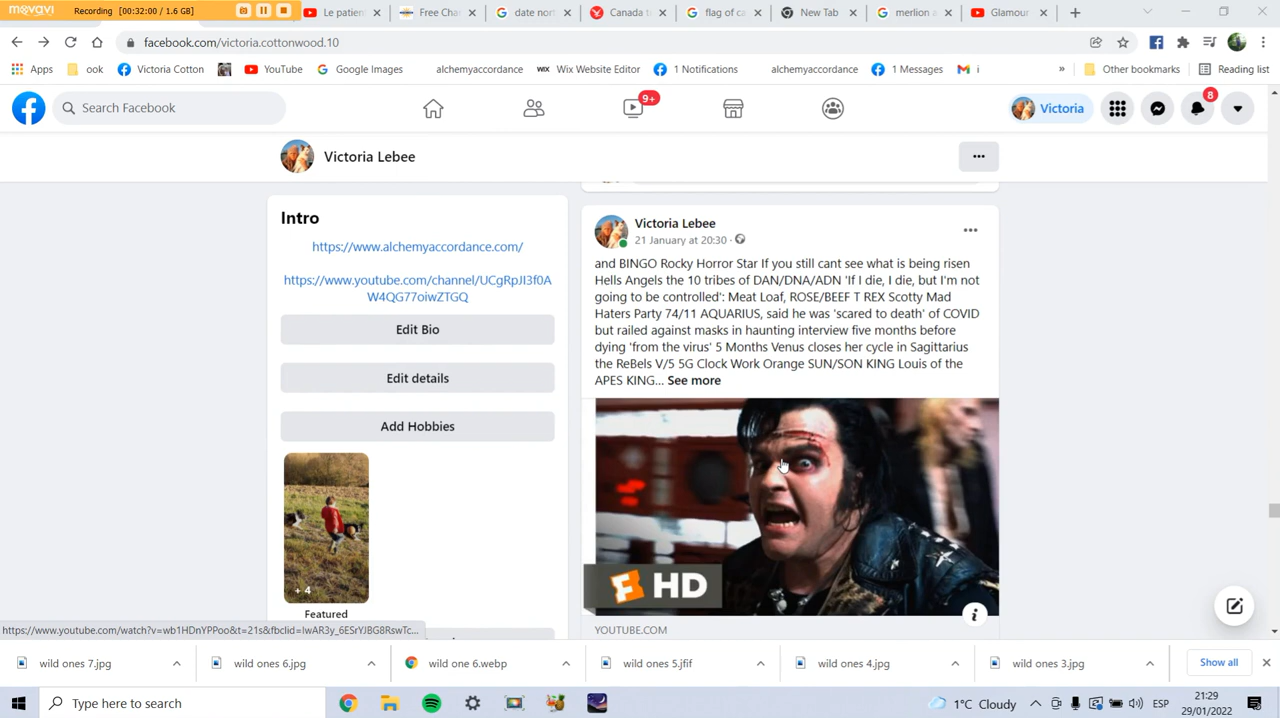 movavi
Recording [00:32:00 / 1.6 GB]
Le patien
Free Cha
date nort
Canada t
flag of ca
New Tab
merlion a
Glamour
facebook.com/victoria.cottonwood.10
Apps
ook
Victoria Cotton
YouTube
Google Images
alchemyaccordance
WIX Wix Website Editor
1 Notifications
alchemyaccordance
1 Messages
i
»
Other bookmarks
Reading list
Search Facebook
9+
Victoria
8
Victoria Lebee
Intro
https://www.alchemyaccordance.com/
https://www.youtube.com/channel/UCgRpJI3f0A
W4QG77oiwZTGQ
Edit Bio
Edit details
Add Hobbies
+ 4
Featured
Victoria Lebee
21 January at 20:30 ·
and BINGO Rocky Horror Star If you still cant see what is being risen
Hells Angels the 10 tribes of DAN/DNA/ADN 'If I die, I die, but I'm not
going to be controlled': Meat Loaf, ROSE/BEEF T REX Scotty Mad
Haters Party 74/11 AQUARIUS, said he was 'scared to death' of COVID
but railed against masks in haunting interview five months before
dying 'from the virus' 5 Months Venus closes her cycle in Sagittarius
the ReBels V/5 5G Clock Work Orange SUN/SON KING Louis of the
APES KING... See more
HD
YOUTUBE.COM
https://www.youtube.com/watch?v=wb1HDnYPPoo&t=21s&fbclid=IwAR3y_6ESrYJBG8RswTc...
wild ones 7.jpg
wild ones 6.jpg
wild one 6.webp
wild ones 5.jfif
wild ones 4.jpg
wild ones 3.jpg
Show all
Type here to search
1°C Cloudy
ESP
21:29
29/01/2022